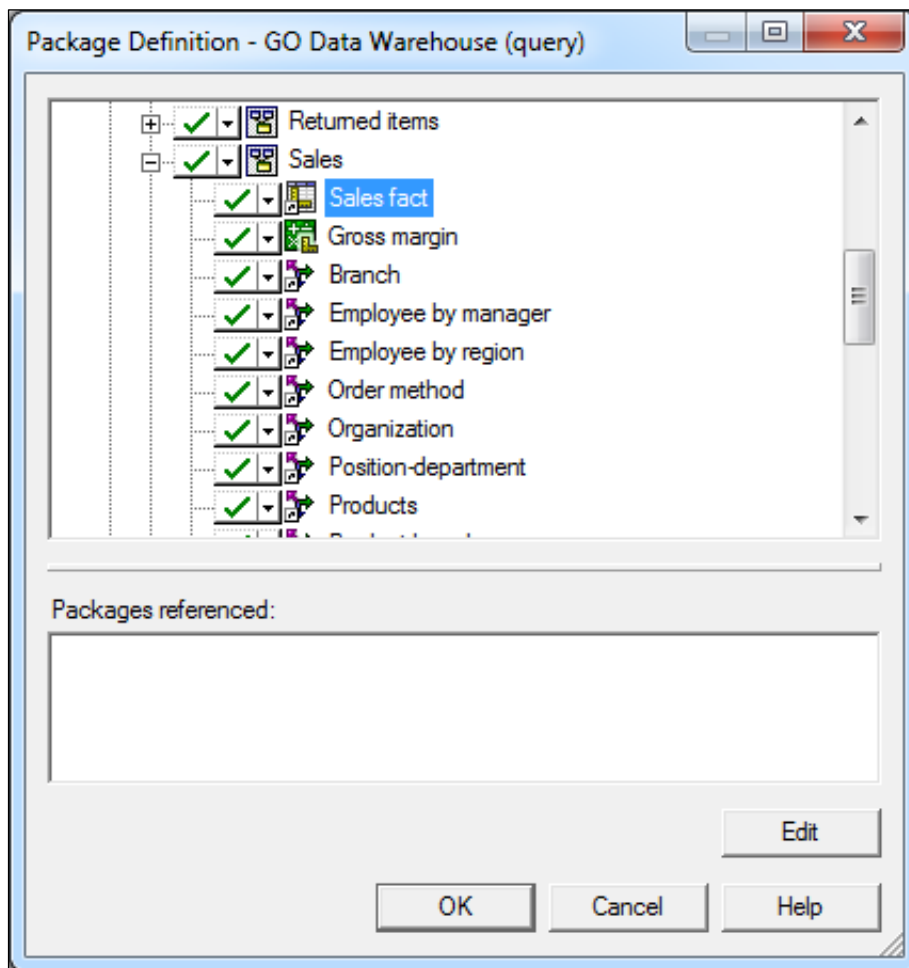 Package Definition - GO Data Warehouse (query)
Returned items
Sales
Sales fact
Gross margin
Branch
Employee by manager
Employee by region
Order method
Organization
Position-department
Products
Packages referenced:
Edit
OK
Cancel
Help